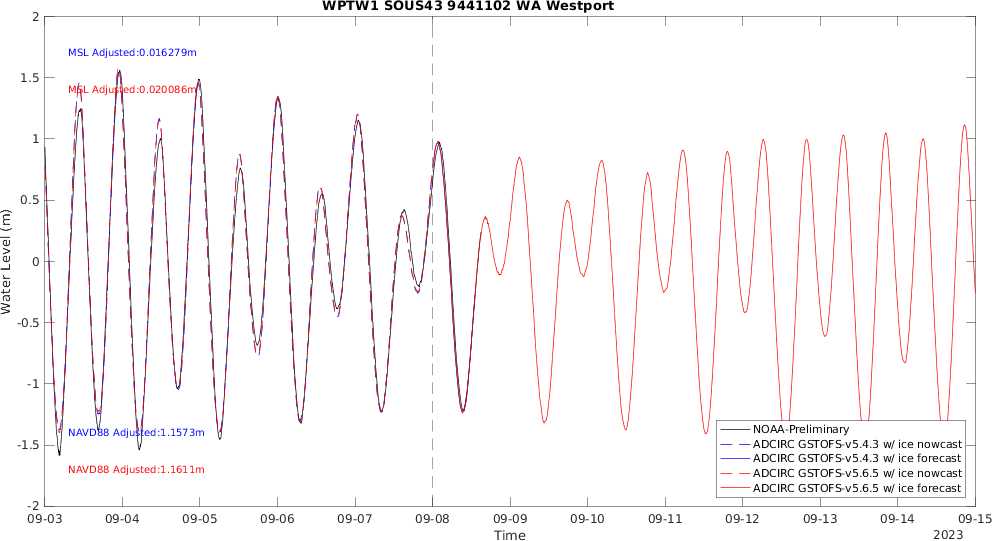 WPTW1 SOUS43 9441102 WA Westport
2
1.5
1
0.5
0
-0.5
-1
-1.5
-2
Water Level (m)
MSL Adjusted:0.016279m
MSL Adjusted:0.020086m
NAVD88 Adjusted:1.1573m
NAVD88 Adjusted:1.1611m
NOAA-Preliminary
ADCIRC GSTOFS-v5.4.3 w/ ice nowcast
ADCIRC GSTOFS-v5.4.3 w/ ice forecast
ADCIRC GSTOFS-v5.6.5 w/ ice nowcast
ADCIRC GSTOFS-v5.6.5 w/ ice forecast
09-03 09-04 09-05 09-06 09-07 09-08 09-09 09-10 09-11 09-12 09-13 09-14 09-15
Time
2023